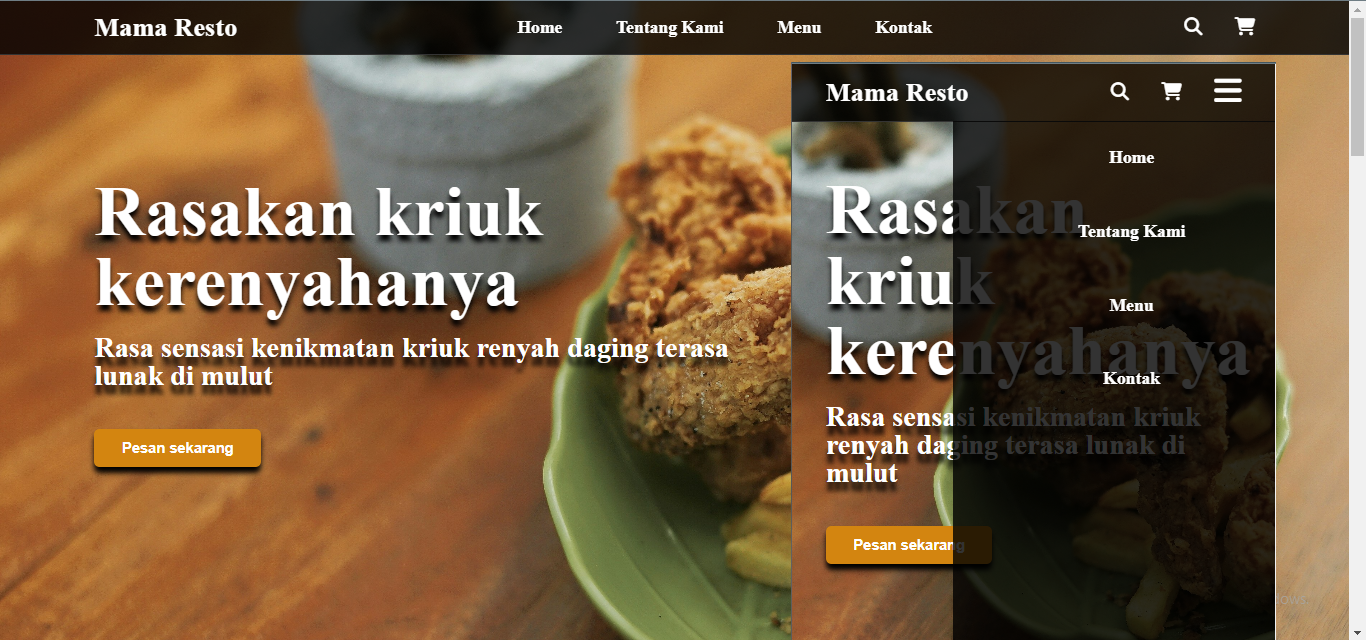 Mama Resto
Home Tentang Kami Menu Kontak
Rasakan kriuk
kerenyahanya
Rasa sensasi kenikmatan kriuk renyah daging terasa
lunak di mulut
Pesan sekarang
Mama Resto
Home
Tentang Kami
Menu
Kontak
Rasakan
kriuk
kerenyahanya
Rasa sensasi kenikmatan kriuk
renyah daging terasa lunak di
mulut
Pesan sekarang